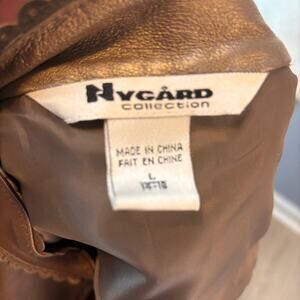 NYGÅRD
Collection
MADE IN CHINA
FAIT EN CHINE
L